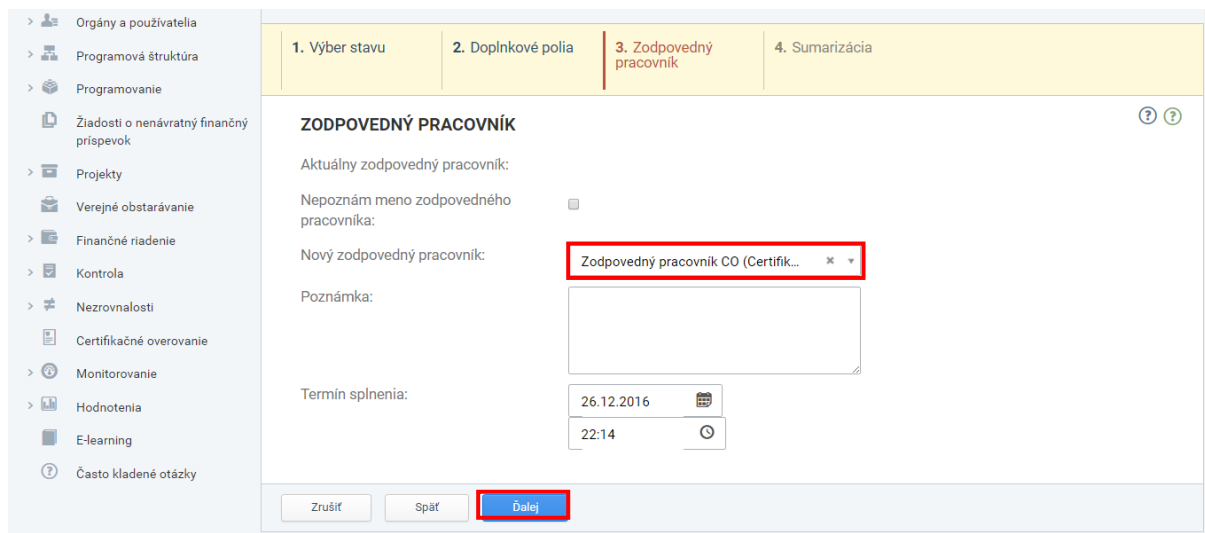 Orgány a používatelia
Programová štruktúra
Programovanie
Žiadosti o nenávratný finančný
príspevok
Projekty
Verejné obstarávanie
Finančné riadenie
Kontrola
Nezrovnalosti
Certifikačné overovanie
Monitorovanie
Hodnotenia
E-learning
Často kladené otázky
1. Výber stavu
2. Doplnkové polia
3. Zodpovedný
pracovník
4. Sumarizácia
ZODPOVEDNÝ PRACOVNÍK
Aktuálny zodpovedný pracovník:
Nepoznám meno zodpovedného
pracovníka:
Nový zodpovedný pracovník:
Zodpovedný pracovník CO (Certifik...
Poznámka:
Termín splnenia:
26.12.2016
22:14
Zrušiť
Späť
Ďalej